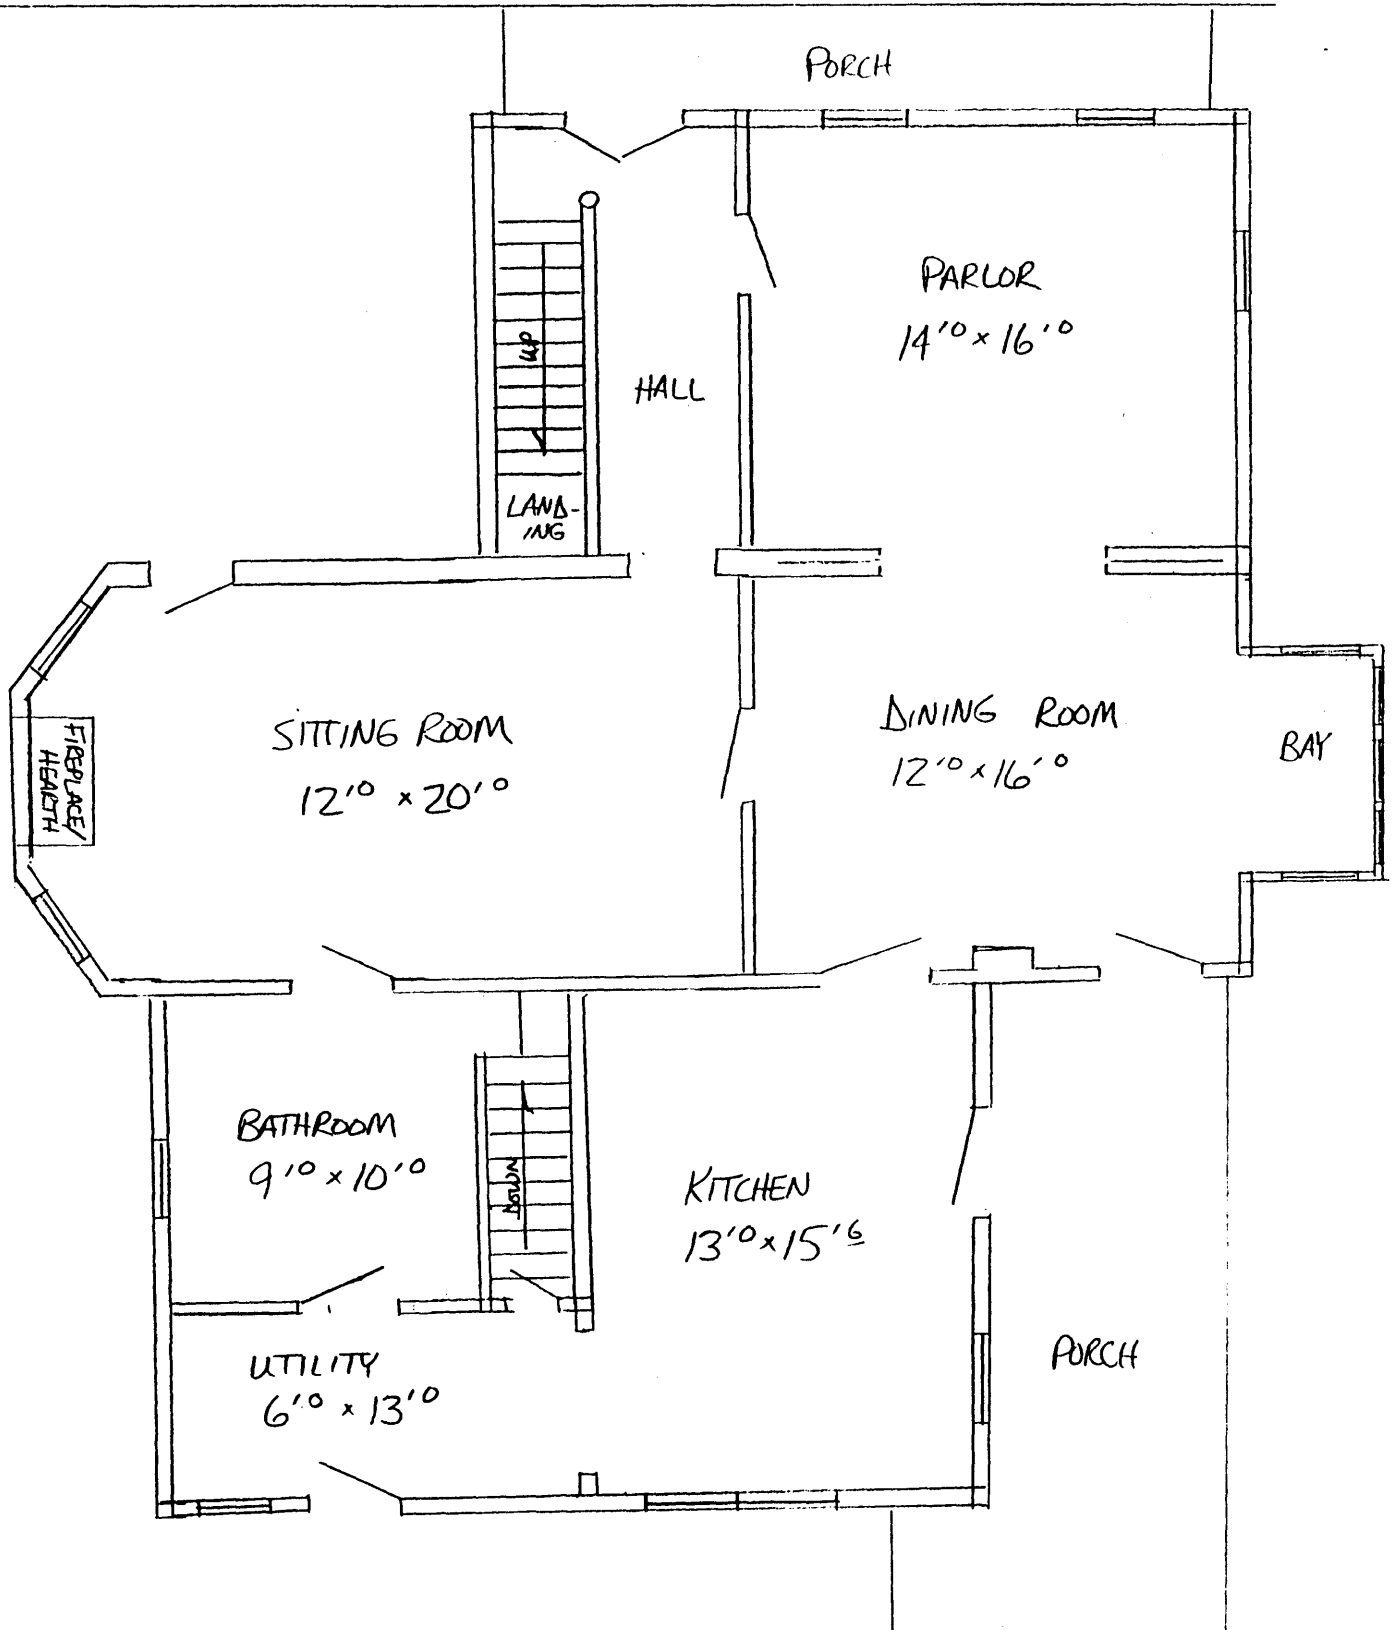 PORCH
PARLOR
14'0 x 16'0
UP
HALL
LAND-
ING
SITTING ROOM
12'0 x 20'0
FIREPLACE/
HEARTH
DINING ROOM
12'0 x 16'0
BAY
BATHROOM
9'0 x 10'0
DOWN
KITCHEN
13'0 x 15'6
UTILITY
6'0 x 13'0
PORCH